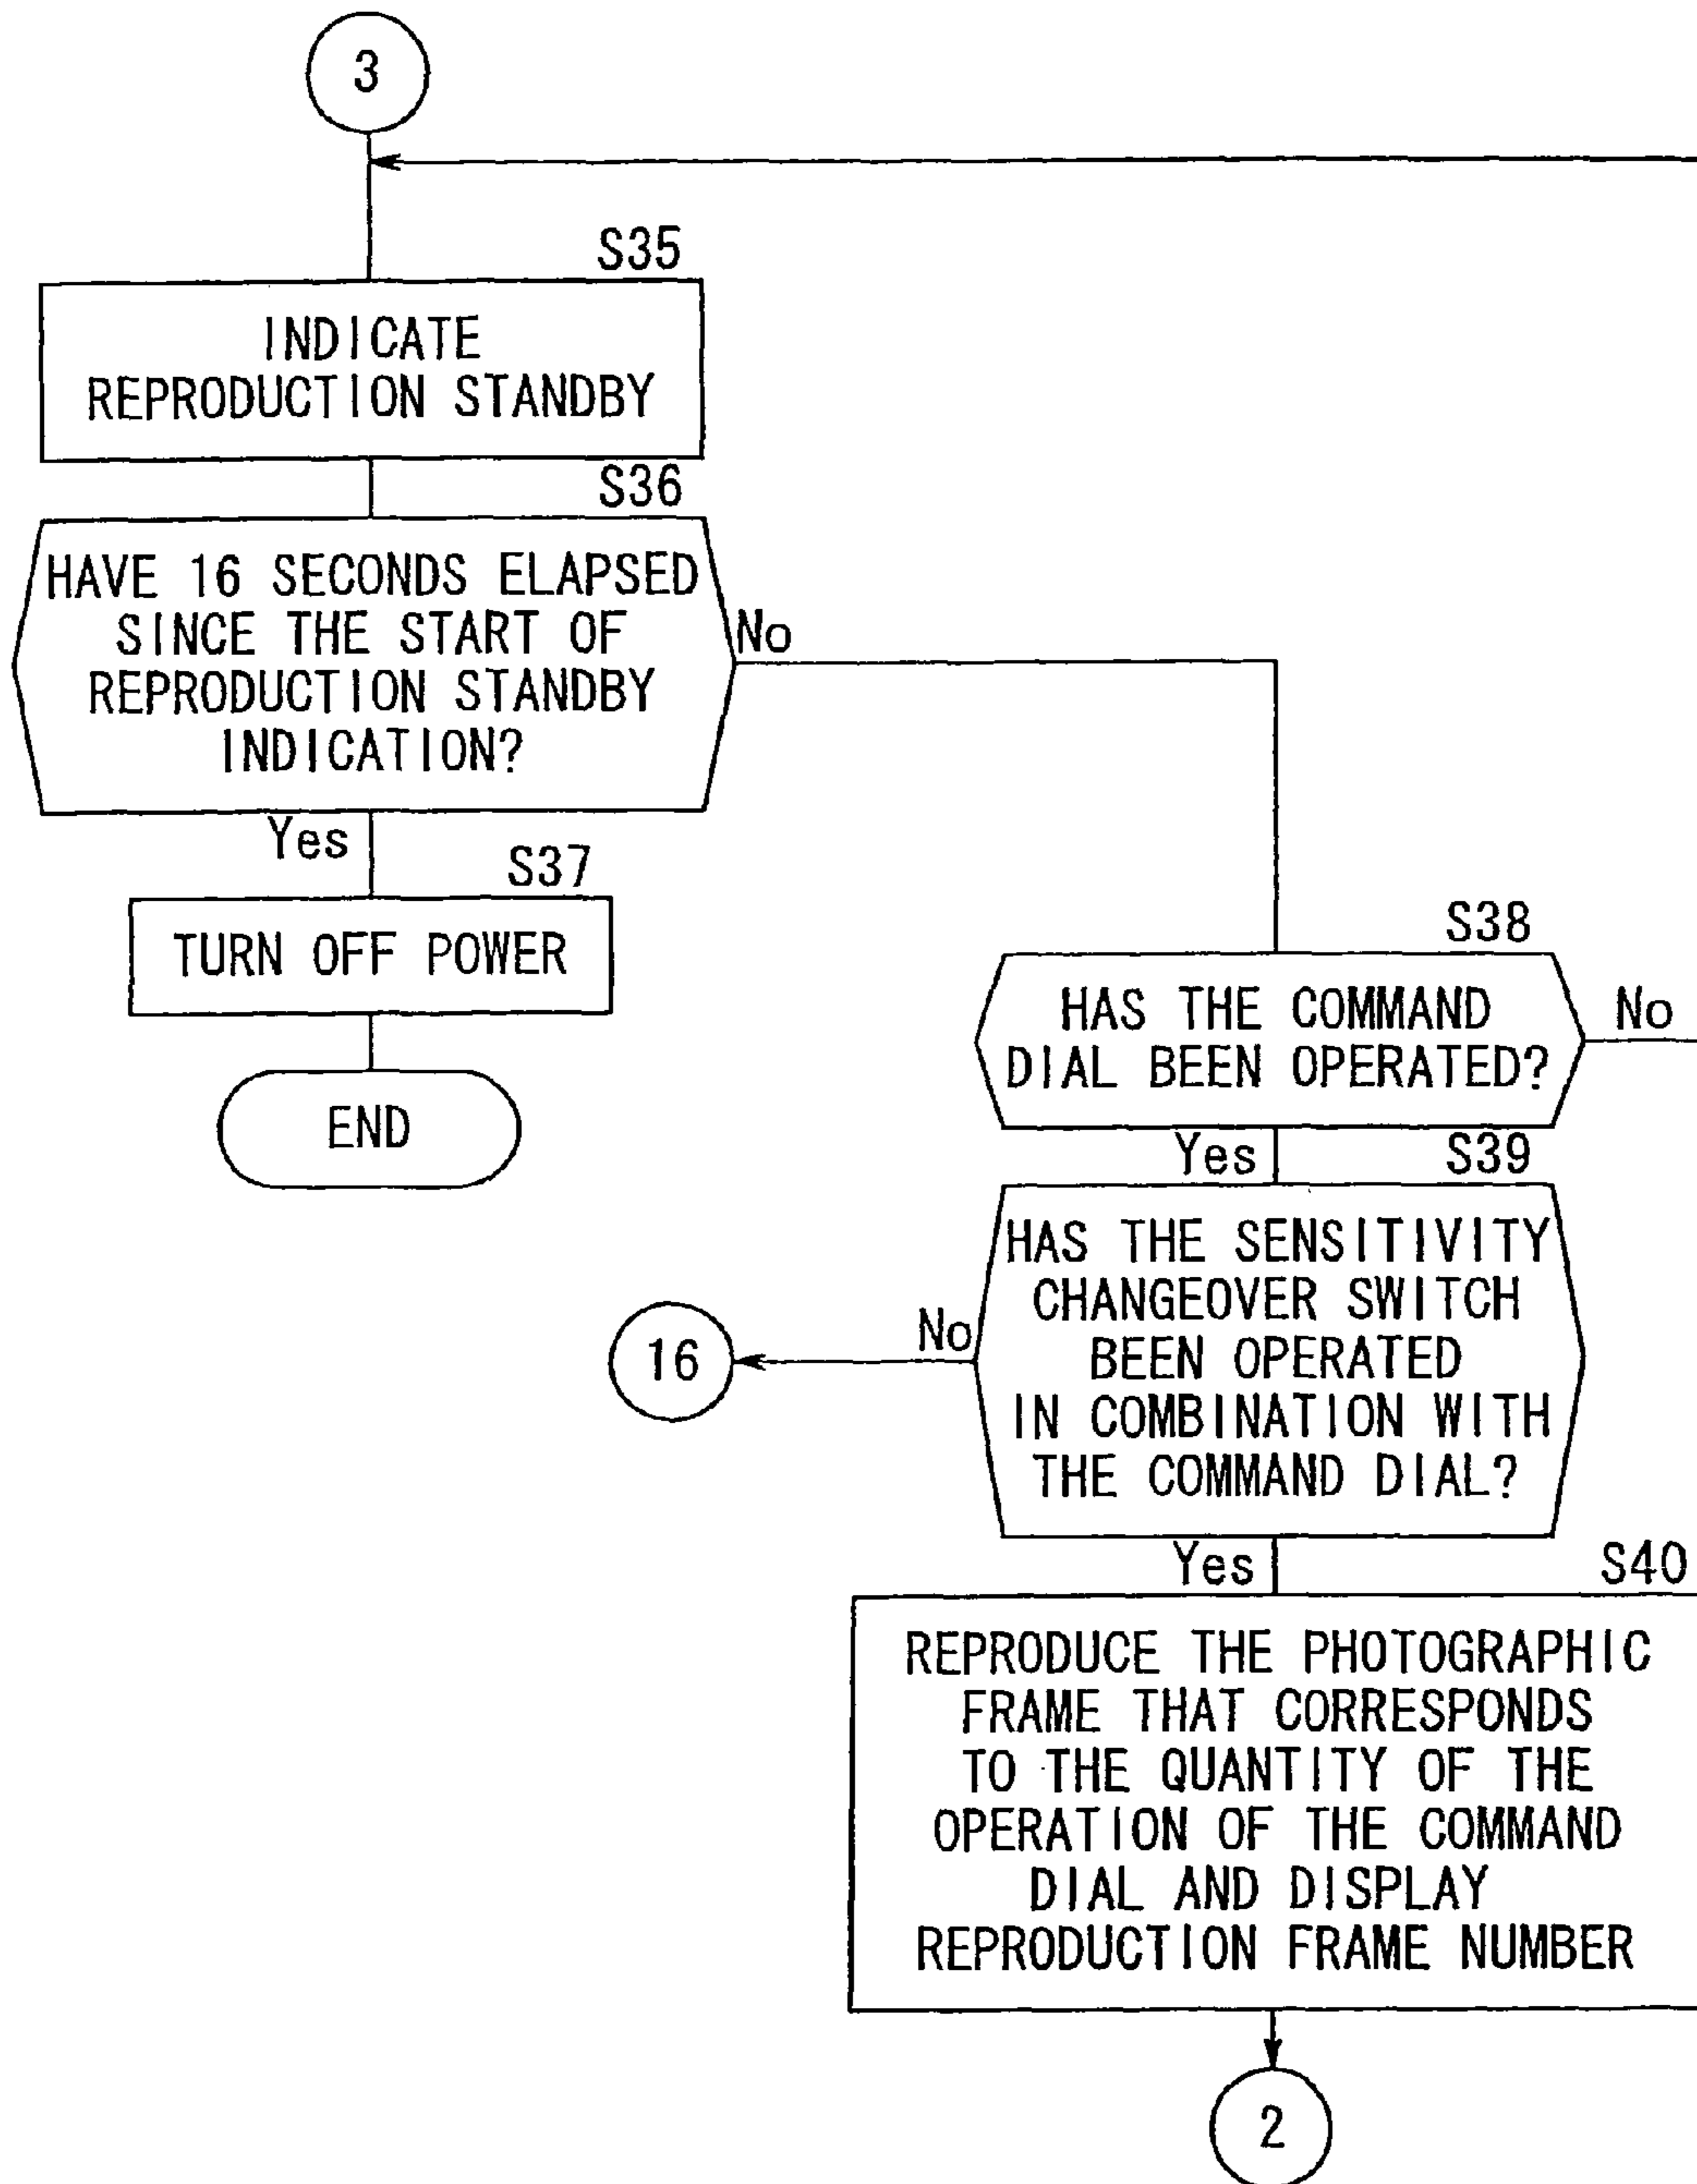 3
S35
INDICATE
REPRODUCTION STANDBY
S36
HAVE 16 SECONDS ELAPSED
SINCE THE START OF
REPRODUCTION STANDBY
INDICATION?
No
Yes
S37
TURN OFF POWER
END
S38
HAS THE COMMAND
DIAL BEEN OPERATED?
No
Yes
S39
HAS THE SENSITIVITY
CHANGEOVER SWITCH
BEEN OPERATED
IN COMBINATION WITH
THE COMMAND DIAL?
No
16
Yes
S40
REPRODUCE THE PHOTOGRAPHIC
FRAME THAT CORRESPONDS
TO THE QUANTITY OF THE
OPERATION OF THE COMMAND
DIAL AND DISPLAY
REPRODUCTION FRAME NUMBER
2